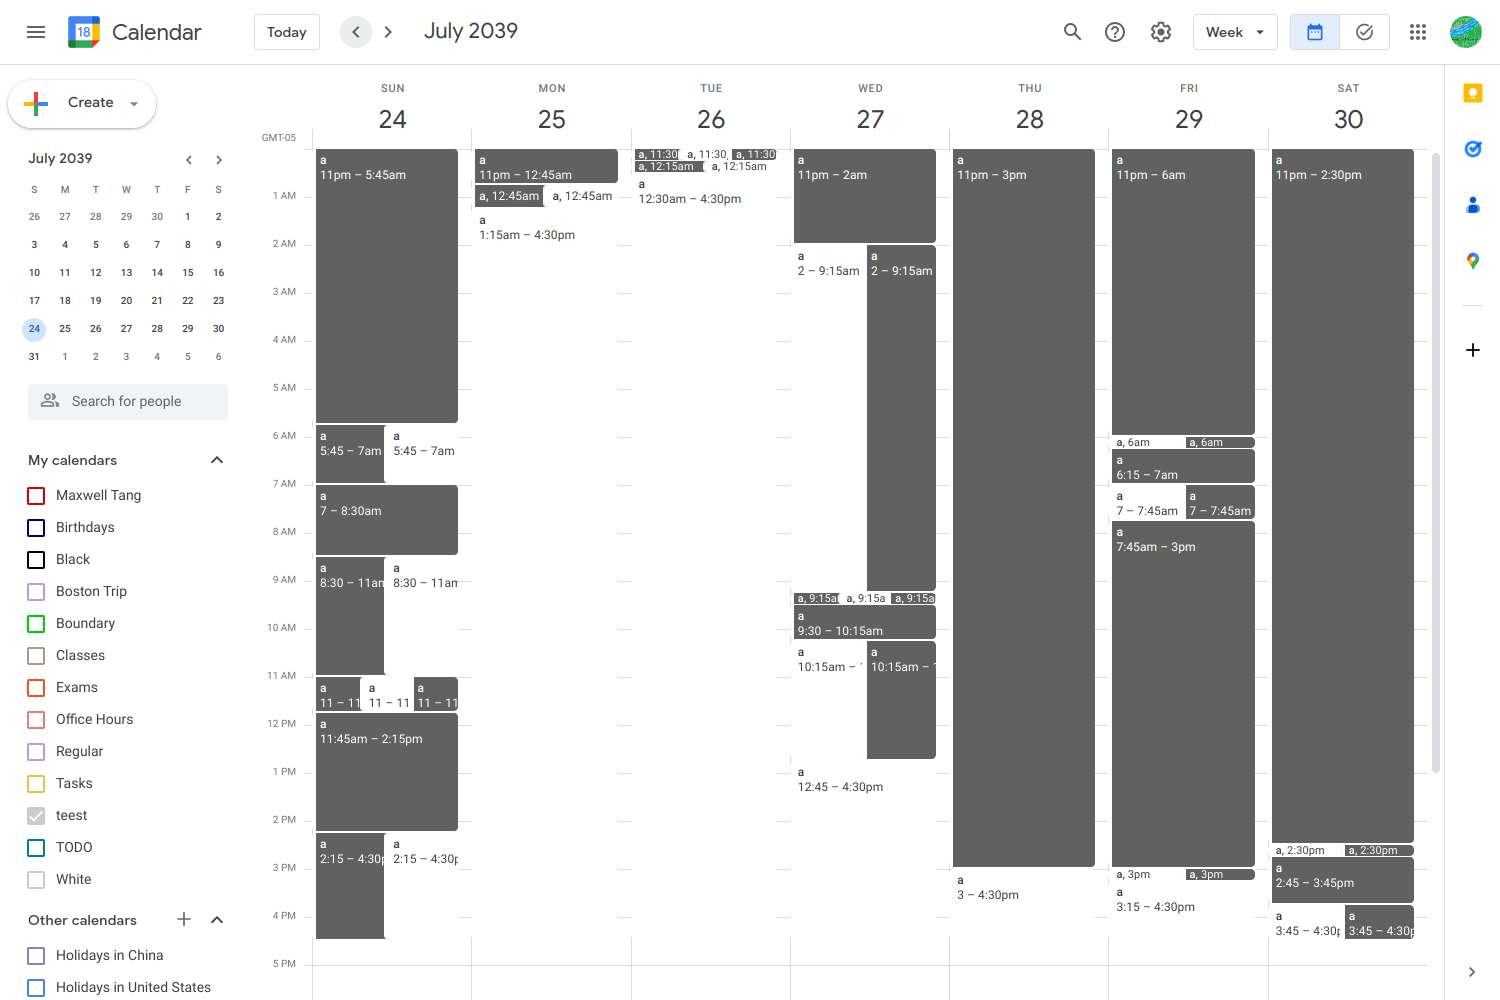 18 Calendar Today July 2039 Week
Create
July 2039
S M T W T F S
26 27 28 29 30 1 2
3 4 5 6 7 8 9
10 11 12 13 14 15 16
17 18 19 20 21 22 23
24 25 26 27 28 29 30
31 1 2 3 4 5 6
Search for people
My calendars
Maxwell Tang
Birthdays
Black
Boston Trip
Boundary
Classes
Exams
Office Hours
Regular
Tasks
teest
TODO
White
Other calendars
Holidays in China
Holidays in United States
SUN MON TUE WED THU FRI SAT
24 25 26 27 28 29 30
GMT-05
1 AM
2 AM
3 AM
4 AM
5 AM
6 AM
7 AM
8 AM
9 AM
10 AM
11 AM
12 PM
1 PM
2 PM
3 PM
4 PM
5 PM
a
11pm – 5:45am
a
5:45 – 7am
a
5:45 – 7am
a
7 – 8:30am
a
8:30 – 11am
a
8:30 – 11am
a
11 – 11
a
11 – 11
a
11 – 11
a
11:45am – 2:15pm
a
2:15 – 4:30p
a
2:15 – 4:30p
a
11pm – 12:45am
a, 12:45am
a, 12:45am
a
1:15am – 4:30pm
a, 11:30
a, 11:30,
a, 11:30
a, 12:15am
a, 12:15am
a
12:30am – 4:30pm
a
11pm – 2am
a
2 – 9:15am
a
2 – 9:15am
a, 9:15a
a, 9:15a
a, 9:15a
a
9:30 – 10:15am
a
10:15am –
a
10:15am –
a
12:45 – 4:30pm
a
11pm – 3pm
a
3 – 4:30pm
a
11pm – 6am
a, 6am
a, 6am
a
6:15 – 7am
a
7 – 7:45am
a
7 – 7:45am
a
7:45am – 3pm
a, 3pm
a, 3pm
a
3:15 – 4:30pm
a
11pm – 2:30pm
a, 2:30pm
a, 2:30pm
a
2:45 – 3:45pm
a
3:45 – 4:30p
a
3:45 – 4:30p